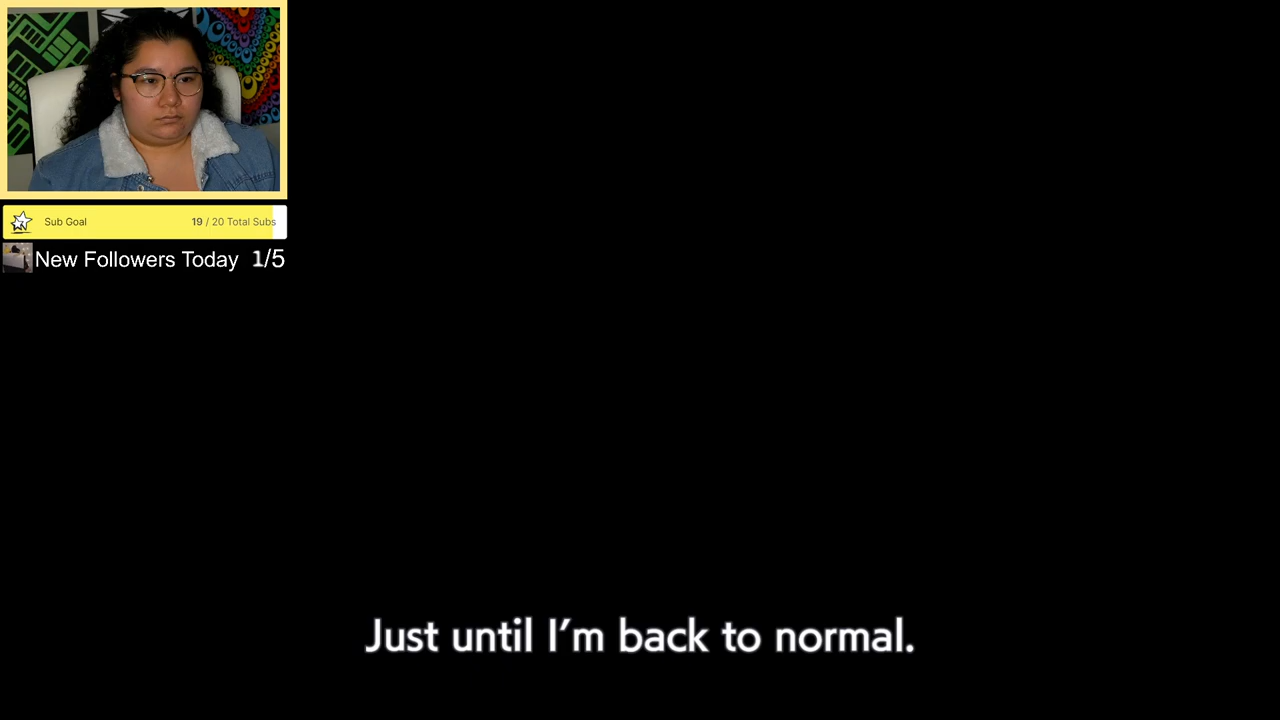 Sub Goal 19 / 20 Total Subs
New Followers Today 1/5
Just until I'm back to normal.